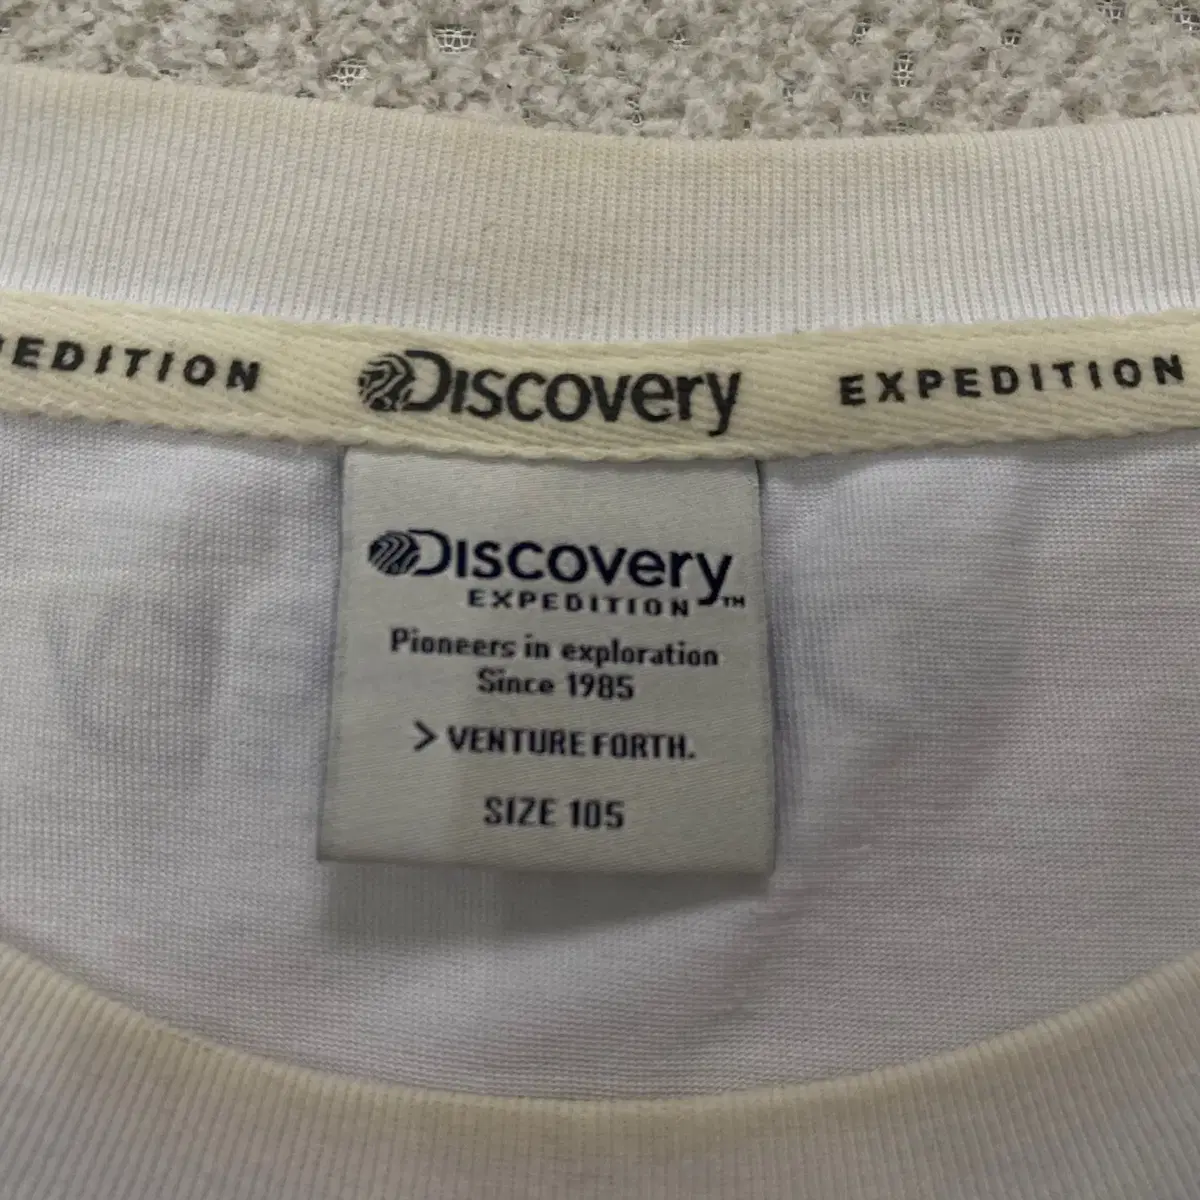 EDITION DISCOVERY EXPEDITION
DISCOVERY
EXPEDITION TM
Pioneers in exploration
Since 1985
> VENTURE FORTH.
SIZE 105